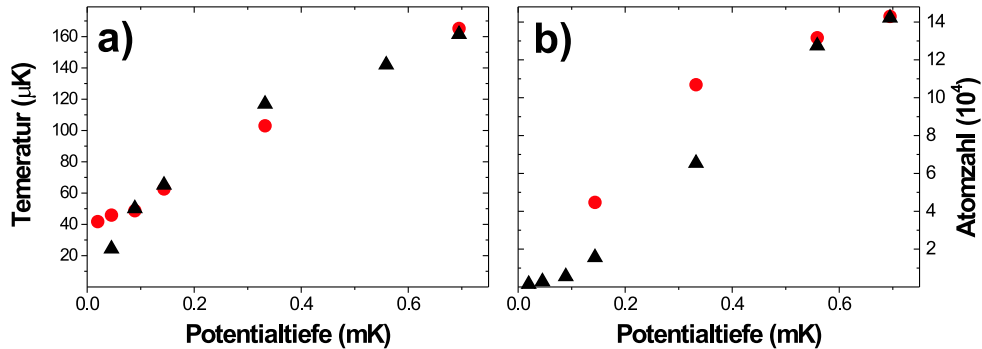 a)
160
140
120
100
80
60
40
20
Temeratur (μK)
0.0 0.2 0.4 0.6
Potentialtiefe (mK)
b)
14
12
10
8
6
4
2
Atomzahl (10⁴)
0.0 0.2 0.4 0.6
Potentialtiefe (mK)